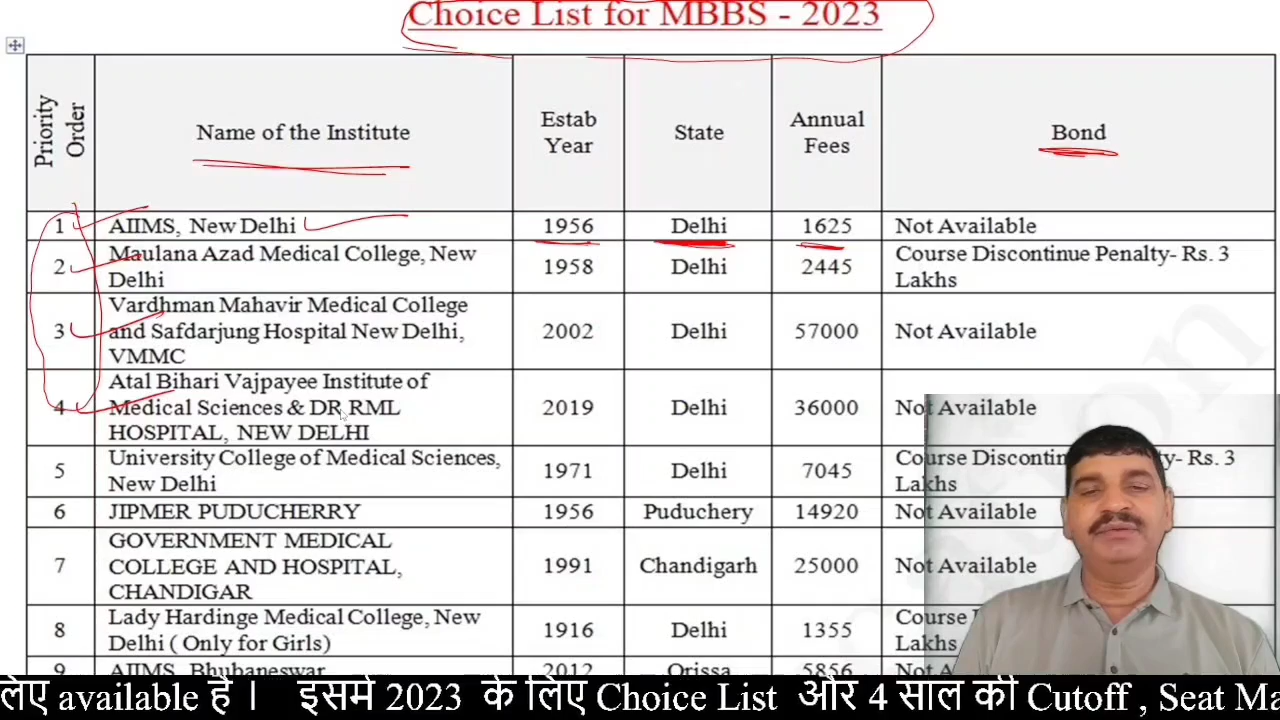 Choice List for MBBS - 2023
Priority Order
Name of the Institute
Estab Year
State
Annual Fees
Bond
1 AIIMS, New Delhi 1956 Delhi 1625 Not Available
2 Maulana Azad Medical College, New Delhi 1958 Delhi 2445 Course Discontinue Penalty- Rs. 3 Lakhs
3 Vardhman Mahavir Medical College and Safdarjung Hospital New Delhi, VMMC 2002 Delhi 57000 Not Available
4 Atal Bihari Vajpayee Institute of Medical Sciences & DR RML HOSPITAL, NEW DELHI 2019 Delhi 36000 Not
5 University College of Medical Sciences, New Delhi 1971 Delhi 7045 Course Rs. 3 Lakhs
6 JIPMER PUDUCHERRY 1956 Puduchery 14920 Not Available
7 GOVERNMENT MEDICAL COLLEGE AND HOSPITAL, CHANDIGAR 1991 Chandigarh 25000 Not Available
8 Lady Hardinge Medical College, New Delhi ( Only for Girls) 1916 Delhi 1355 Course Lakhs
9 AIIMS, Bhubaneswar 2012 Orissa 5856 Not
लिए available है। इसमें 2023 के लिए Choice List और 4 साल की Cutoff , Seat Ma